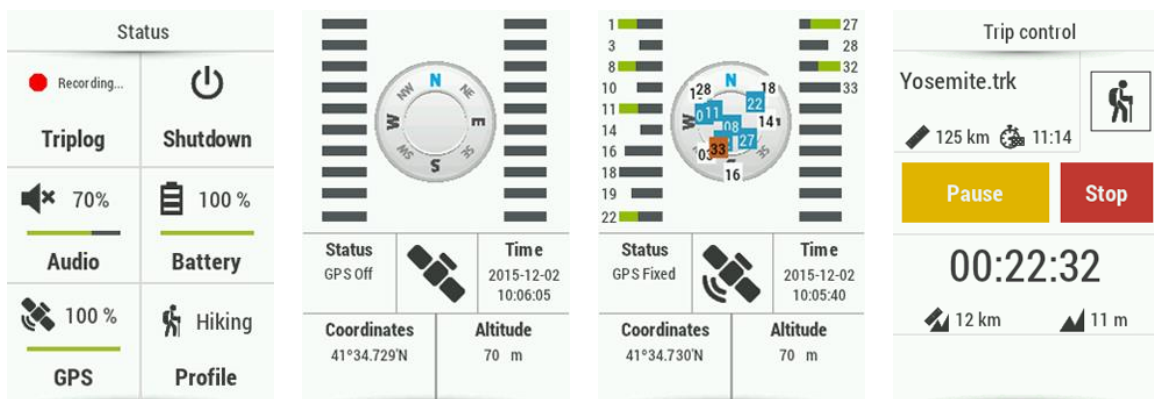 Status
Recording...
Triplog
Shutdown
70%
100 %
Audio
Battery
100 %
Hiking
GPS
Profile
N
NE
E
SE
S
SW
W
NW
Status
GPS Off
Time
2015-12-02
10:06:05
Coordinates
41°34.729'N
Altitude
70 m
1
3
8
10
11
14
16
18
19
22
27
28
32
33
N
W
28
18
22
11
14
08
27
03
33
16
Status
GPS Fixed
Time
2015-12-02
10:05:40
Coordinates
41°34.730'N
Altitude
70 m
Trip control
Yosemite.trk
125 km
11:14
Pause
Stop
00:22:32
12 km
11 m